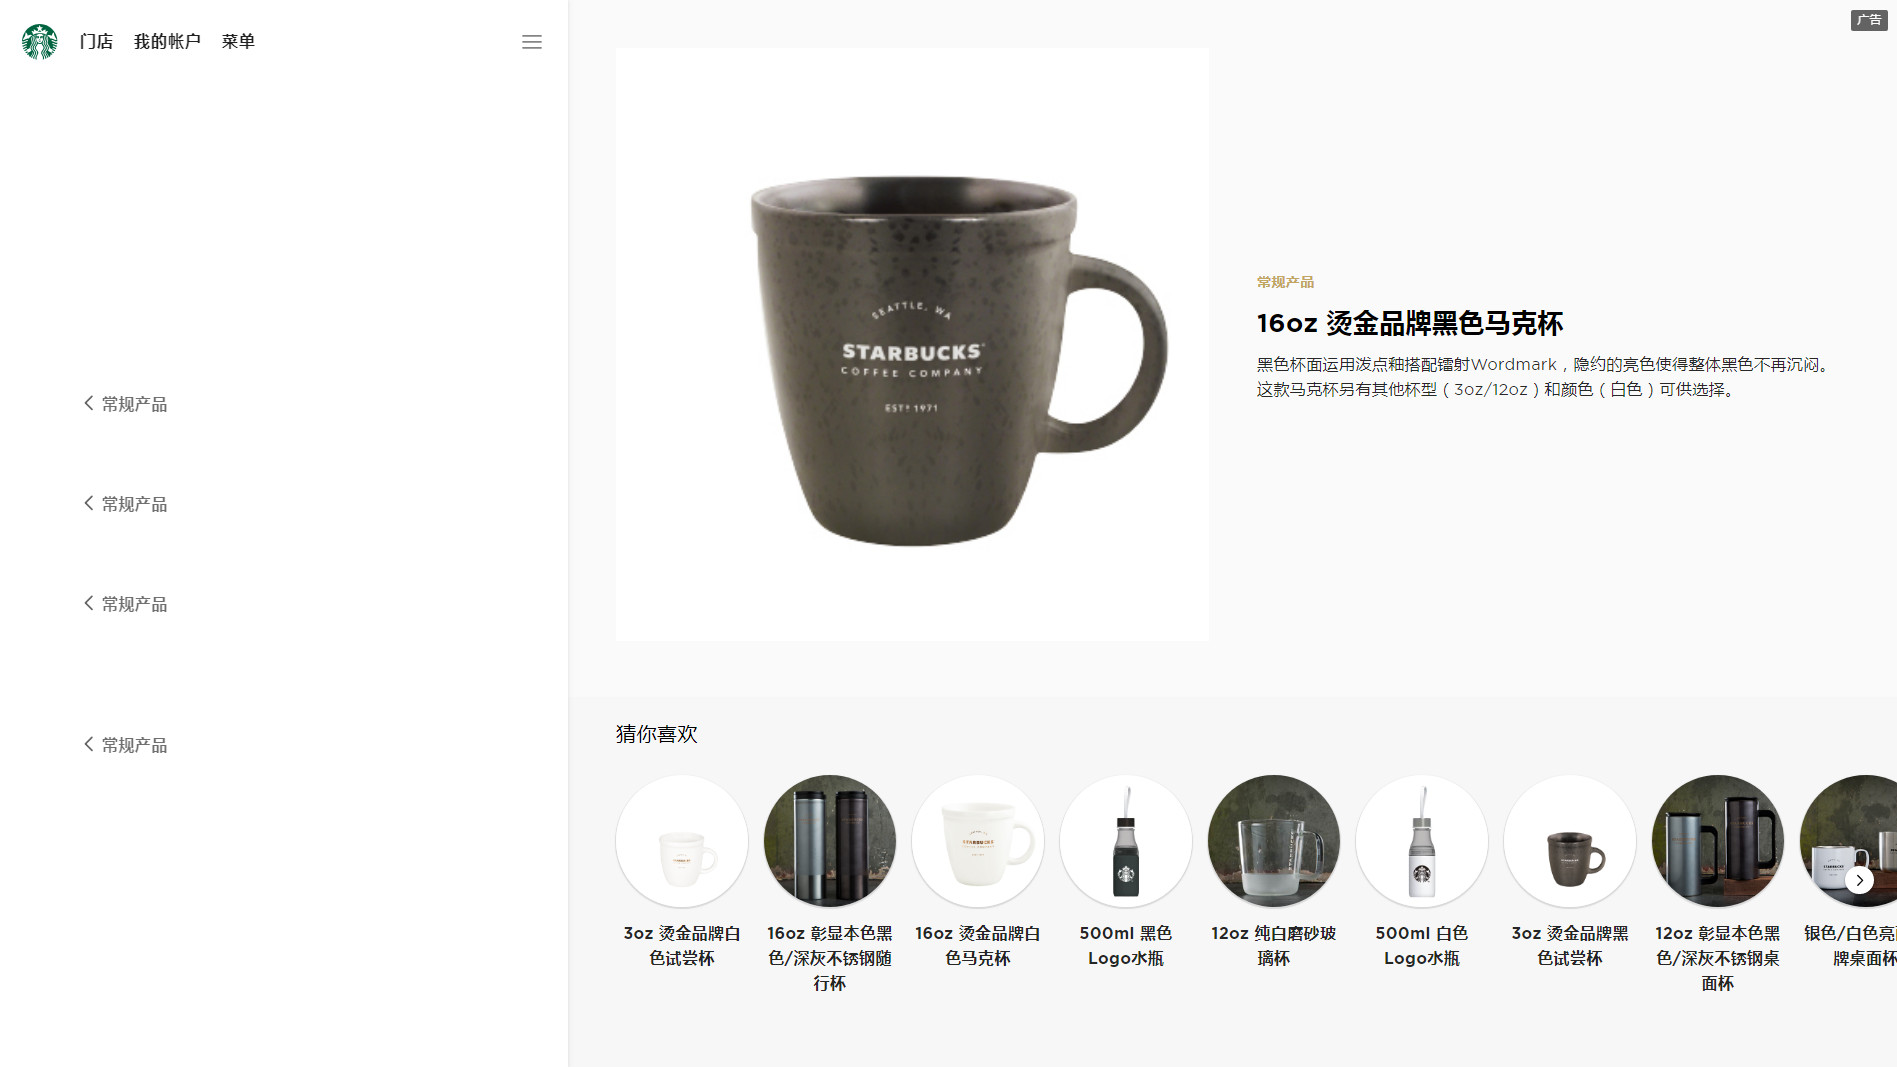 门店 我的帐户 菜单
广告
常规产品
常规产品
常规产品
常规产品
SEATTLE, WA
STARBUCKS
COFFEE COMPANY
ESTD 1971
常规产品
16oz 烫金品牌黑色马克杯
黑色杯面运用泼点釉搭配镭射Wordmark，隐约的亮色使得整体黑色不再沉闷。
这款马克杯另有其他杯型（3oz/12oz）和颜色（白色）可供选择。
猜你喜欢
3oz 烫金品牌白
色试尝杯
16oz 彰显本色黑
色/深灰不锈钢随
行杯
16oz 烫金品牌白
色马克杯
500ml 黑色
Logo水瓶
12oz 纯白磨砂玻
璃杯
500ml 白色
Logo水瓶
3oz 烫金品牌黑
色试尝杯
12oz 彰显本色黑
色/深灰不锈钢桌
面杯
银色/白色亮
牌桌面杯